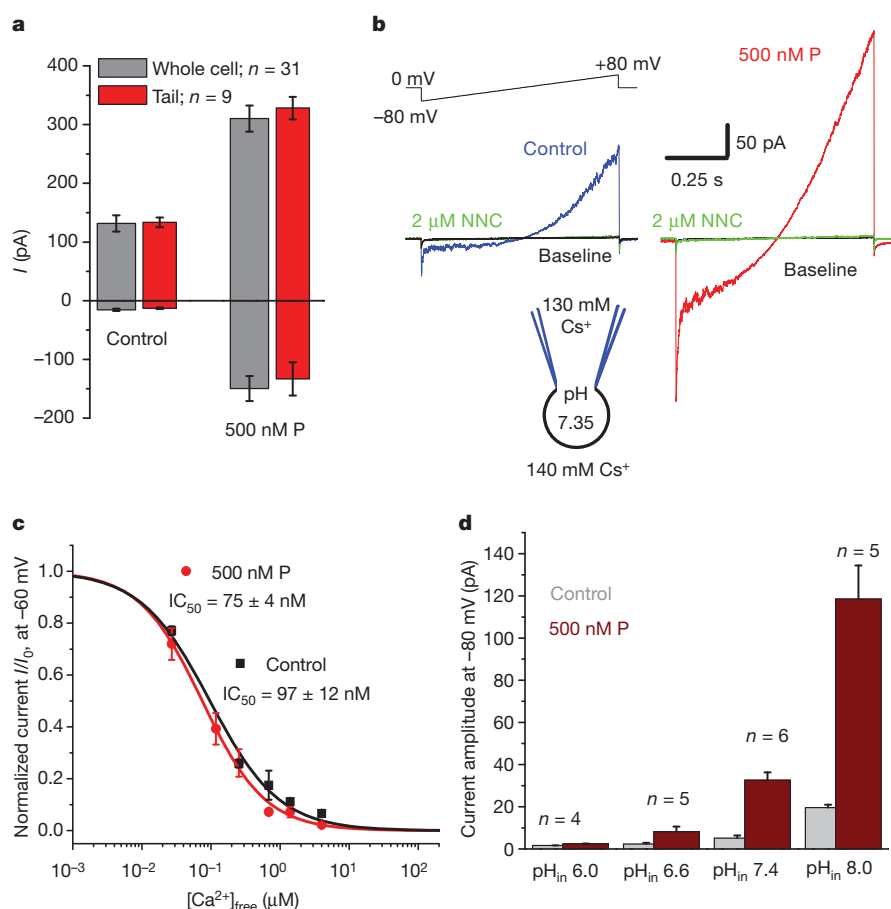 a
400
300
200
100
0
−100
−200
I (pA)
Whole cell; n = 31
Tail; n = 9
Control
500 nM P
b
0 mV
+80 mV
−80 mV
Control
2 μM NNC
Baseline
500 nM P
50 pA
0.25 s
2 μM NNC
Baseline
130 mM
Cs+
pH
7.35
140 mM Cs+
c
Normalized current I/I0, at −60 mV
1.0
0.8
0.6
0.4
0.2
0.0
500 nM P
IC50 = 75 ± 4 nM
Control
IC50 = 97 ± 12 nM
10−3 10−2 10−1 100 101 102
[Ca2+]free (μM)
d
Current amplitude at −80 mV (pA)
140
120
100
80
60
40
20
0
Control
500 nM P
n = 4
n = 5
n = 6
n = 5
pHin 6.0 pHin 6.6 pHin 7.4 pHin 8.0